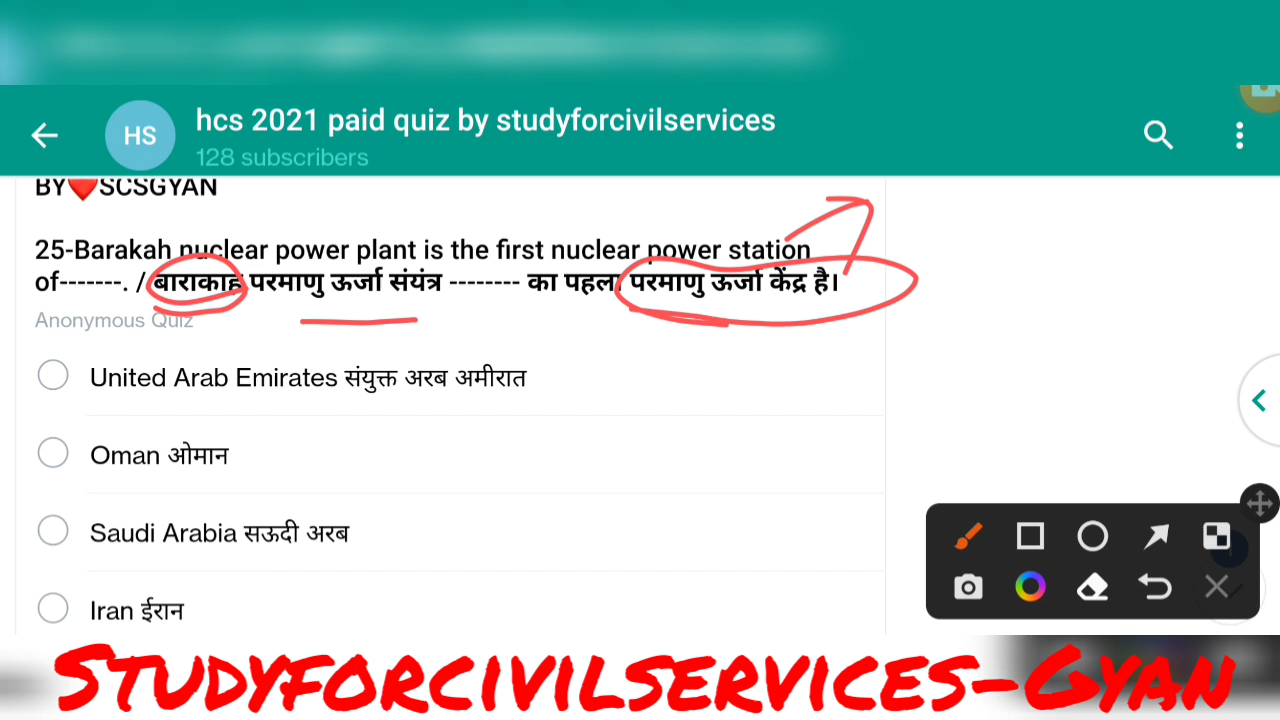 hcs 2021 paid quiz by studyforcivilservices
HS
128 subscribers
BY❤️SCSGYAN
25-Barakah nuclear power plant is the first nuclear power station
of-------. / बाराकाह परमाणु ऊर्जा संयंत्र -------- का पहला परमाणु ऊर्जा केंद्र है।
Anonymous Quiz
United Arab Emirates संयुक्त अरब अमीरात
Oman ओमान
Saudi Arabia सऊदी अरब
Iran ईरान
STUDYFORCIVILSERVICES-GYAN